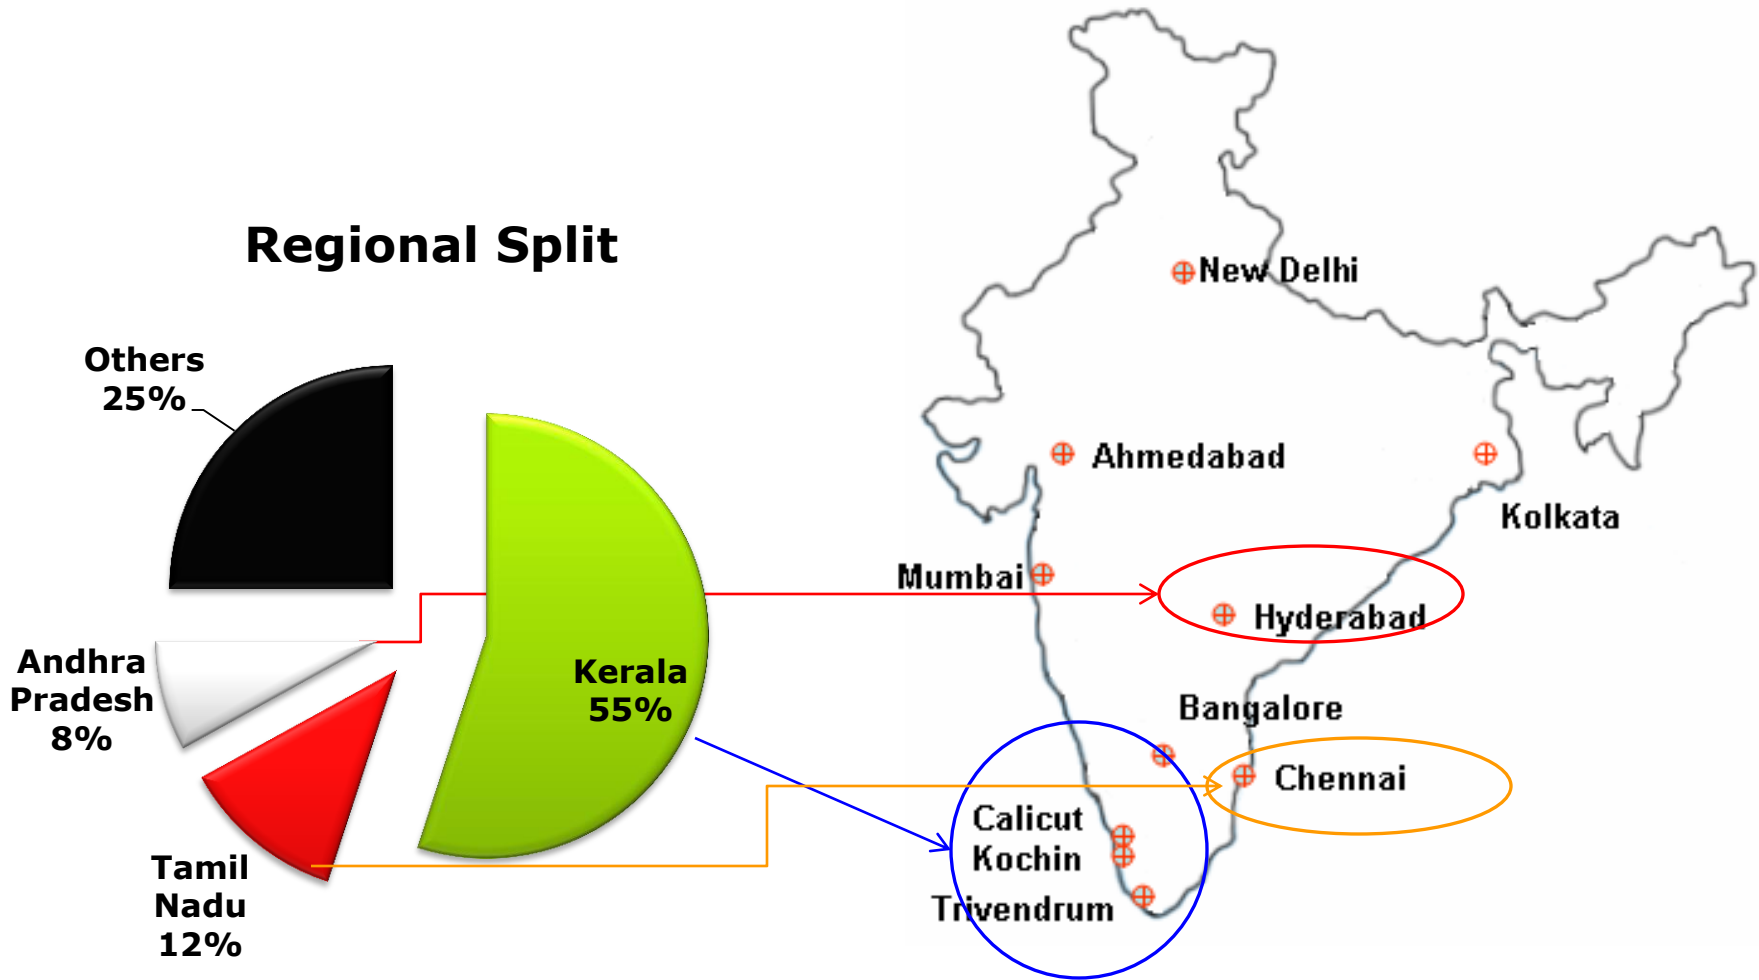 Regional Split
Others
25%
Andhra
Pradesh
8%
Tamil
Nadu
12%
Kerala
55%
New Delhi
Ahmedabad
Kolkata
Mumbai
Hyderabad
Bangalore
Chennai
Calicut
Kochin
Trivendrum